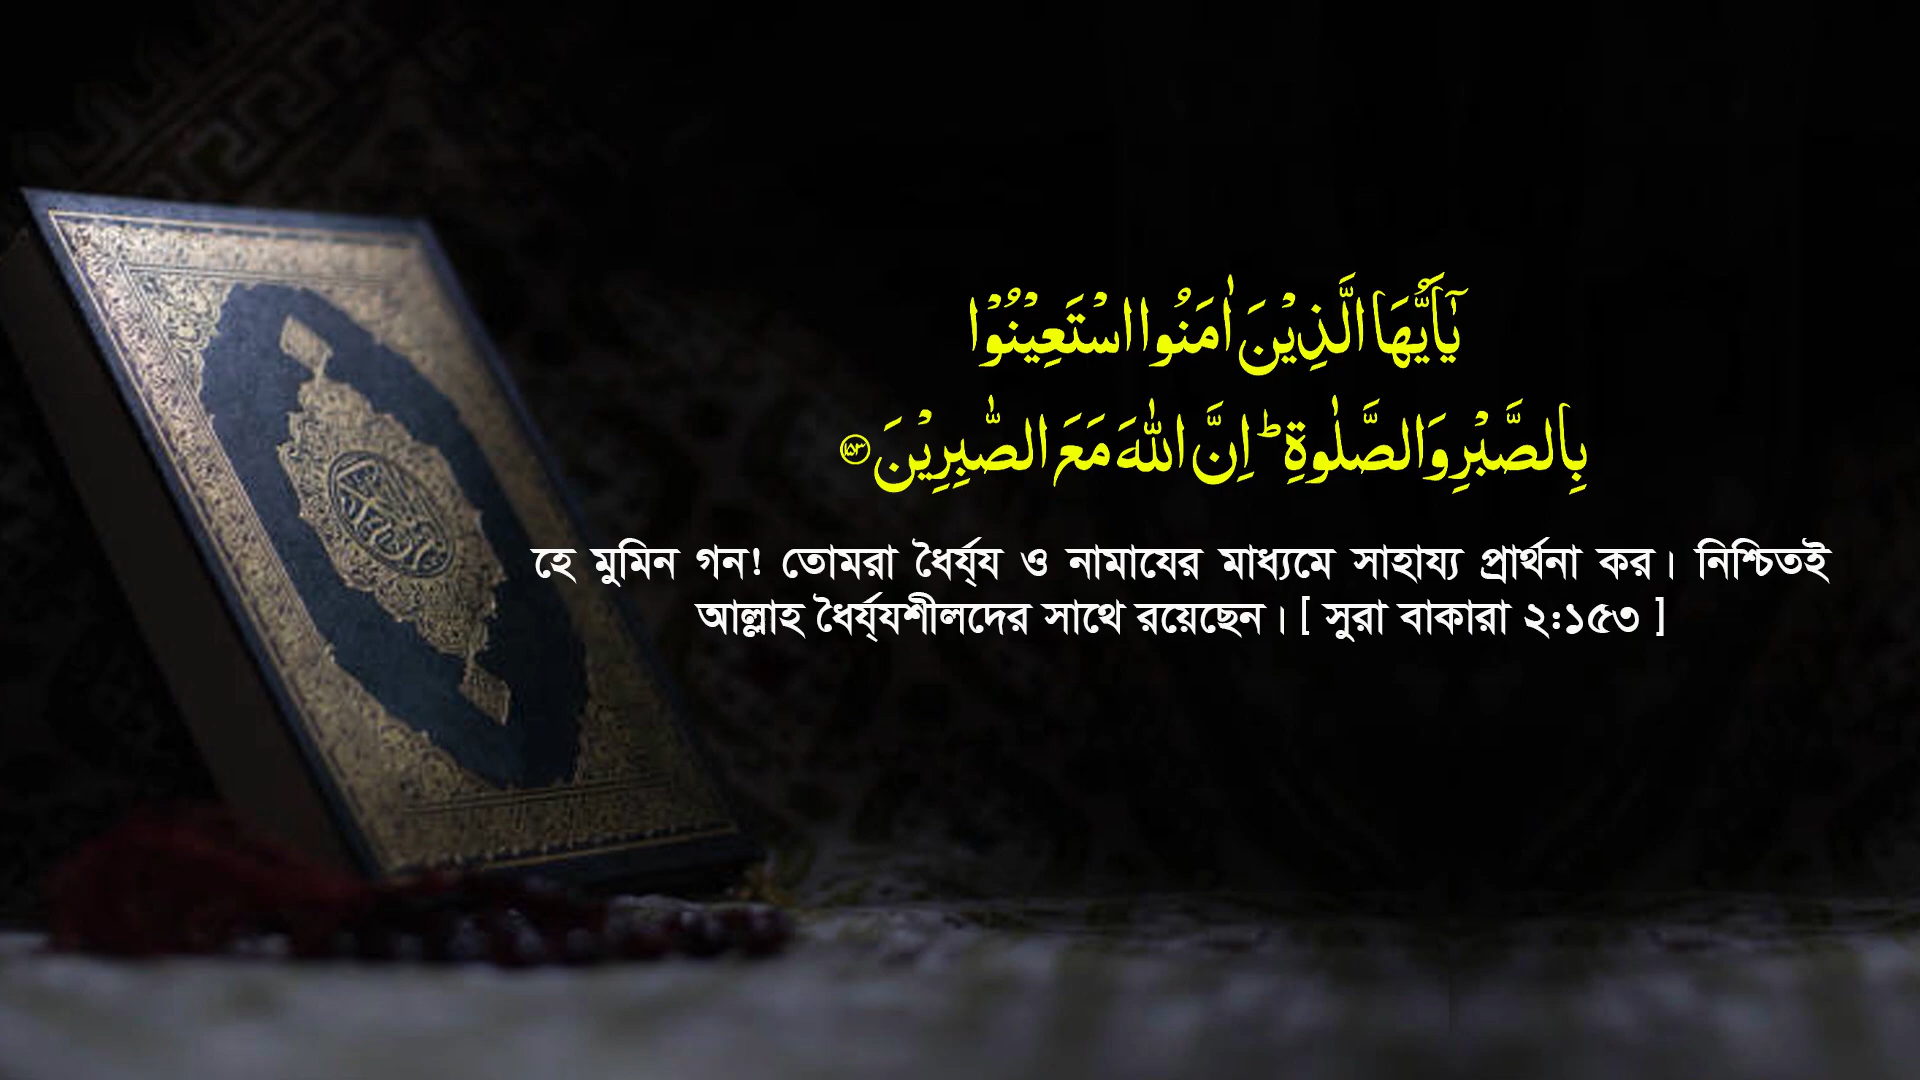 يٰٓاَيُّهَا الَّذِيْنَ اٰمَنُوا اسْتَعِيْنُوْا
بِالصَّبْرِ وَالصَّلٰوةِ ؕ اِنَّ اللّٰهَ مَعَ الصّٰبِرِيْنَ ۝۱۵۳
হে মুমিন গন! তোমরা ধৈর্য্য ও নামাযের মাধ্যমে সাহায্য প্রার্থনা কর। নিশ্চিতই
আল্লাহ ধৈর্য্যশীলদের সাথে রয়েছেন। [ সুরা বাকারা ২:১৫৩ ]